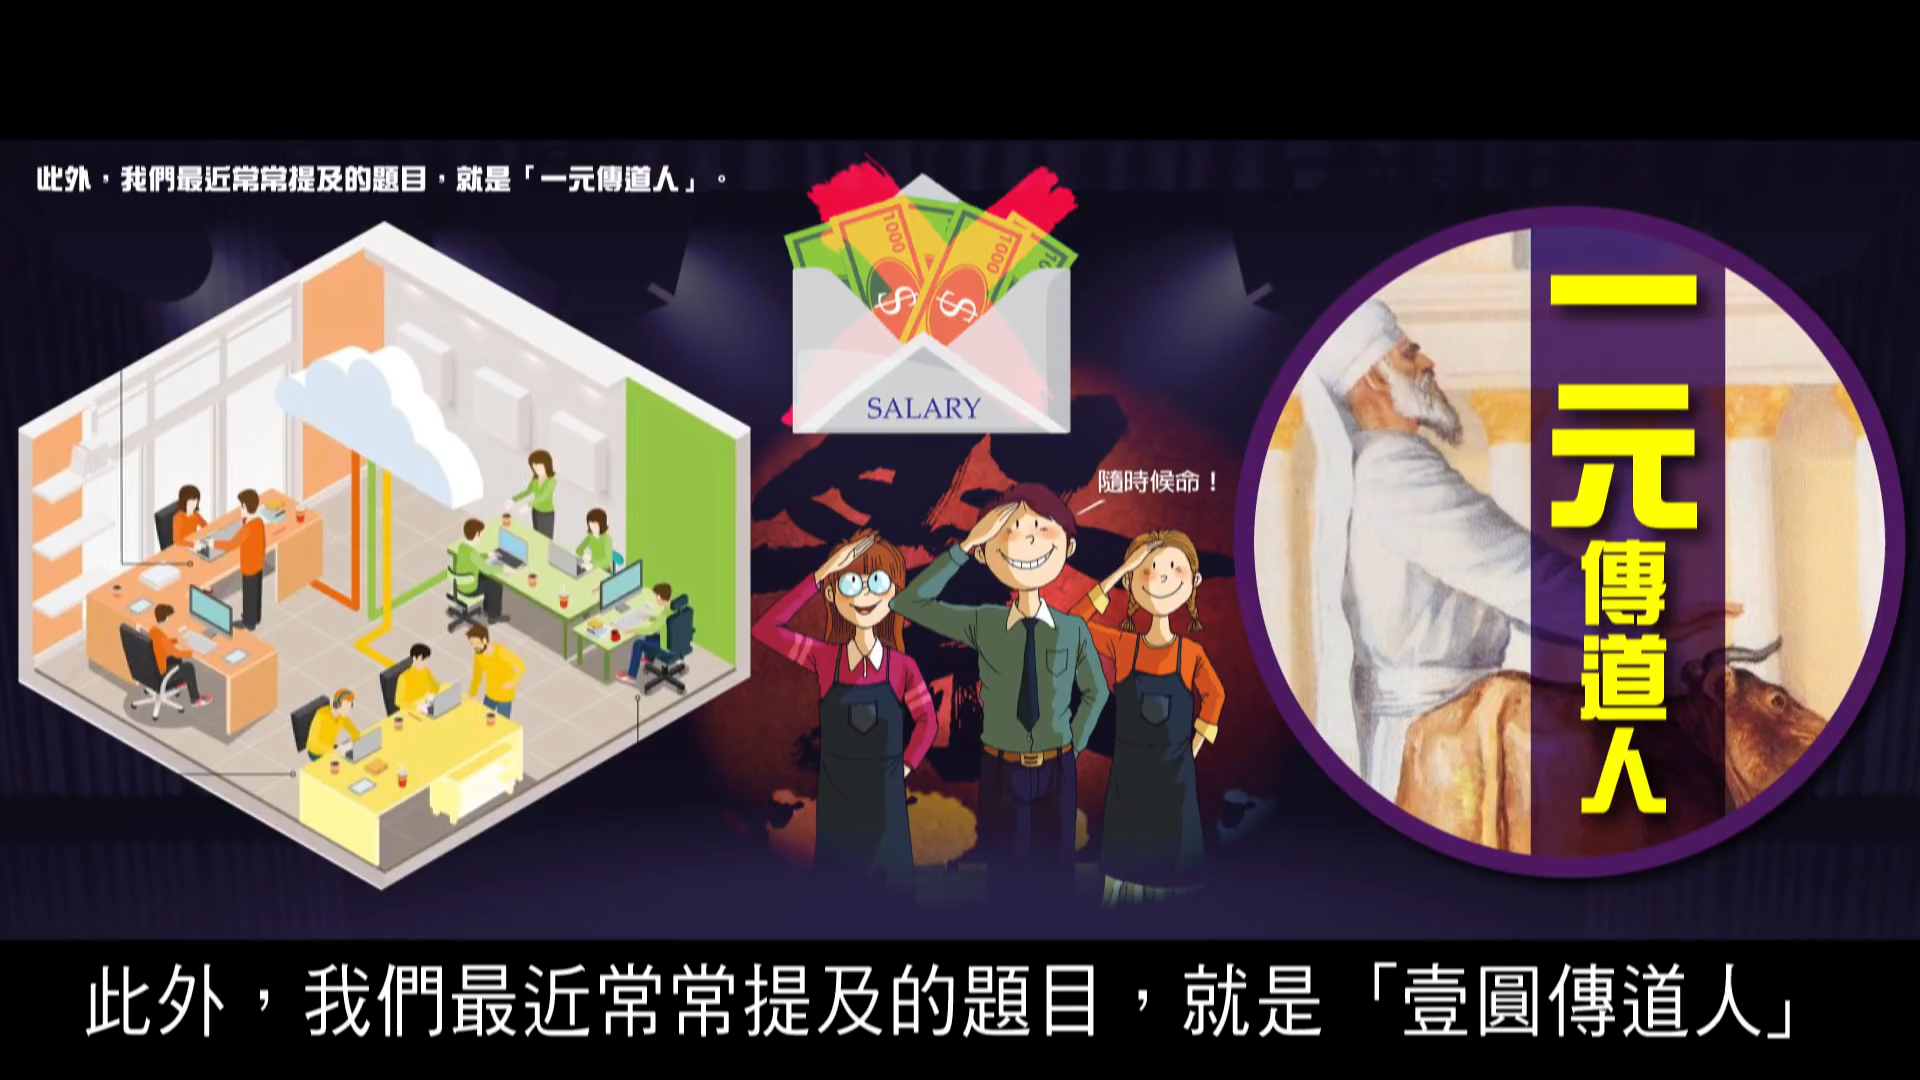 此外，我們最近常常提及的題目，就是「一元傳道人」。
1000
1000
10
$
$
SALARY
隨時候命！
一
元
傳
道
人
此外，我們最近常常提及的題目，就是「壹圓傳道人」